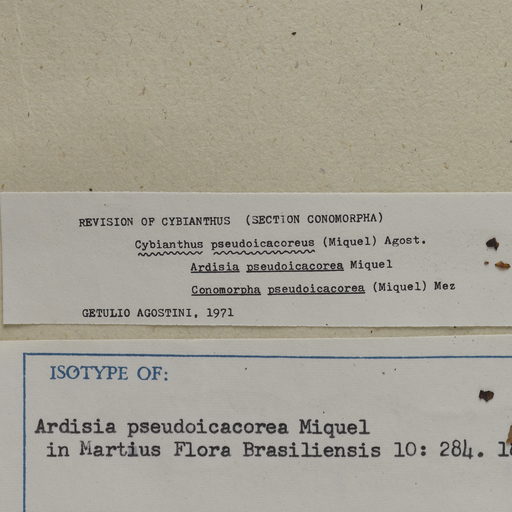 REVISION OF CYBIANTHUS (SECTION CONOMORPHA)
Cybianthus pseudoicacoreus (Miquel) Agost.
Ardisia pseudoicacorea Miquel
Conomorpha pseudoicacorea (Miquel) Mez
GETULIO AGOSTINI, 1971
ISOTYPE OF:
Ardisia pseudoicacorea Miquel
in Martius Flora Brasiliensis 10: 284.